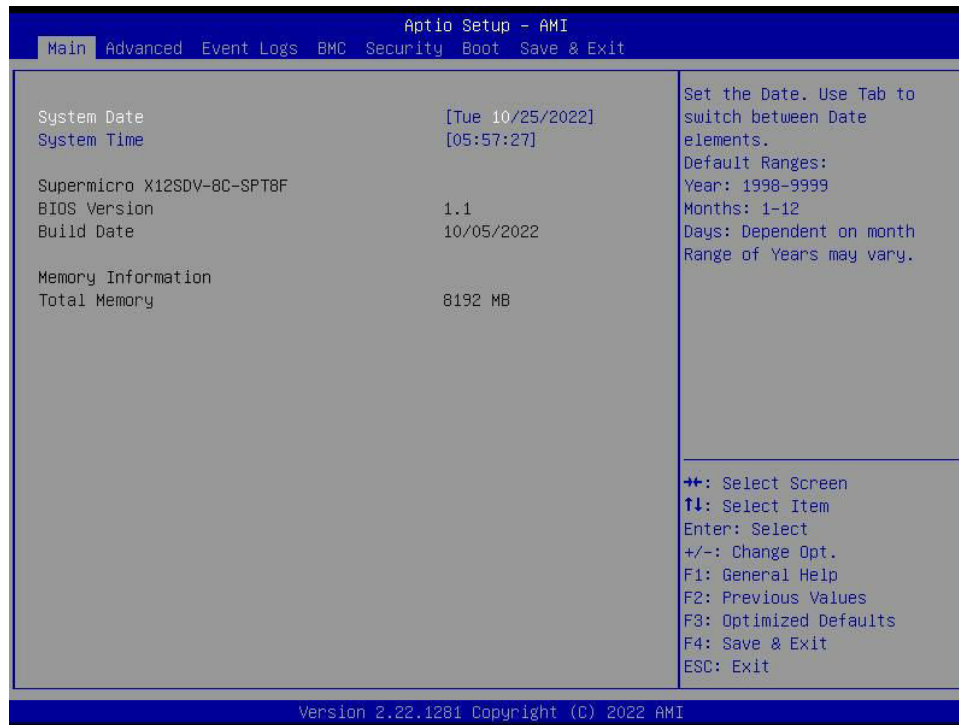 Aptio Setup – AMI
Main Advanced Event Logs BMC Security Boot Save & Exit
System Date [Tue 10/25/2022]
System Time [05:57:27]
Supermicro X12SDV-8C-SPT8F
BIOS Version 1.1
Build Date 10/05/2022
Memory Information
Total Memory 8192 MB
Set the Date. Use Tab to
switch between Date
elements.
Default Ranges:
Year: 1998-9999
Months: 1-12
Days: Dependent on month
Range of Years may vary.
→←: Select Screen
↑↓: Select Item
Enter: Select
+/-: Change Opt.
F1: General Help
F2: Previous Values
F3: Optimized Defaults
F4: Save & Exit
ESC: Exit
Version 2.22.1281 Copyright (C) 2022 AMI